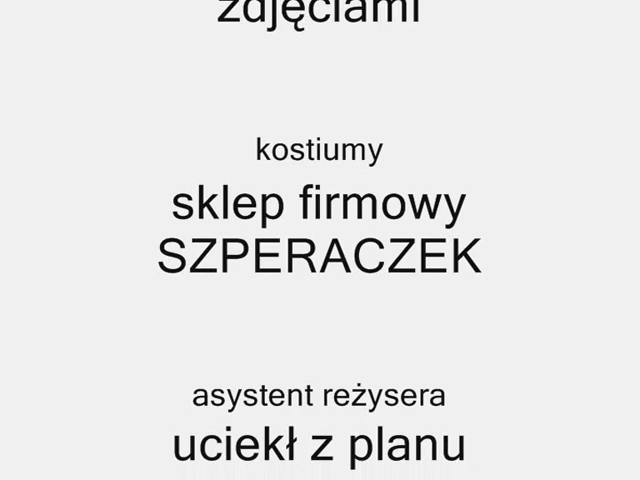 zdjęciami
kostiumy
sklep firmowy
SZPERACZEK
asystent reżysera
uciekł z planu